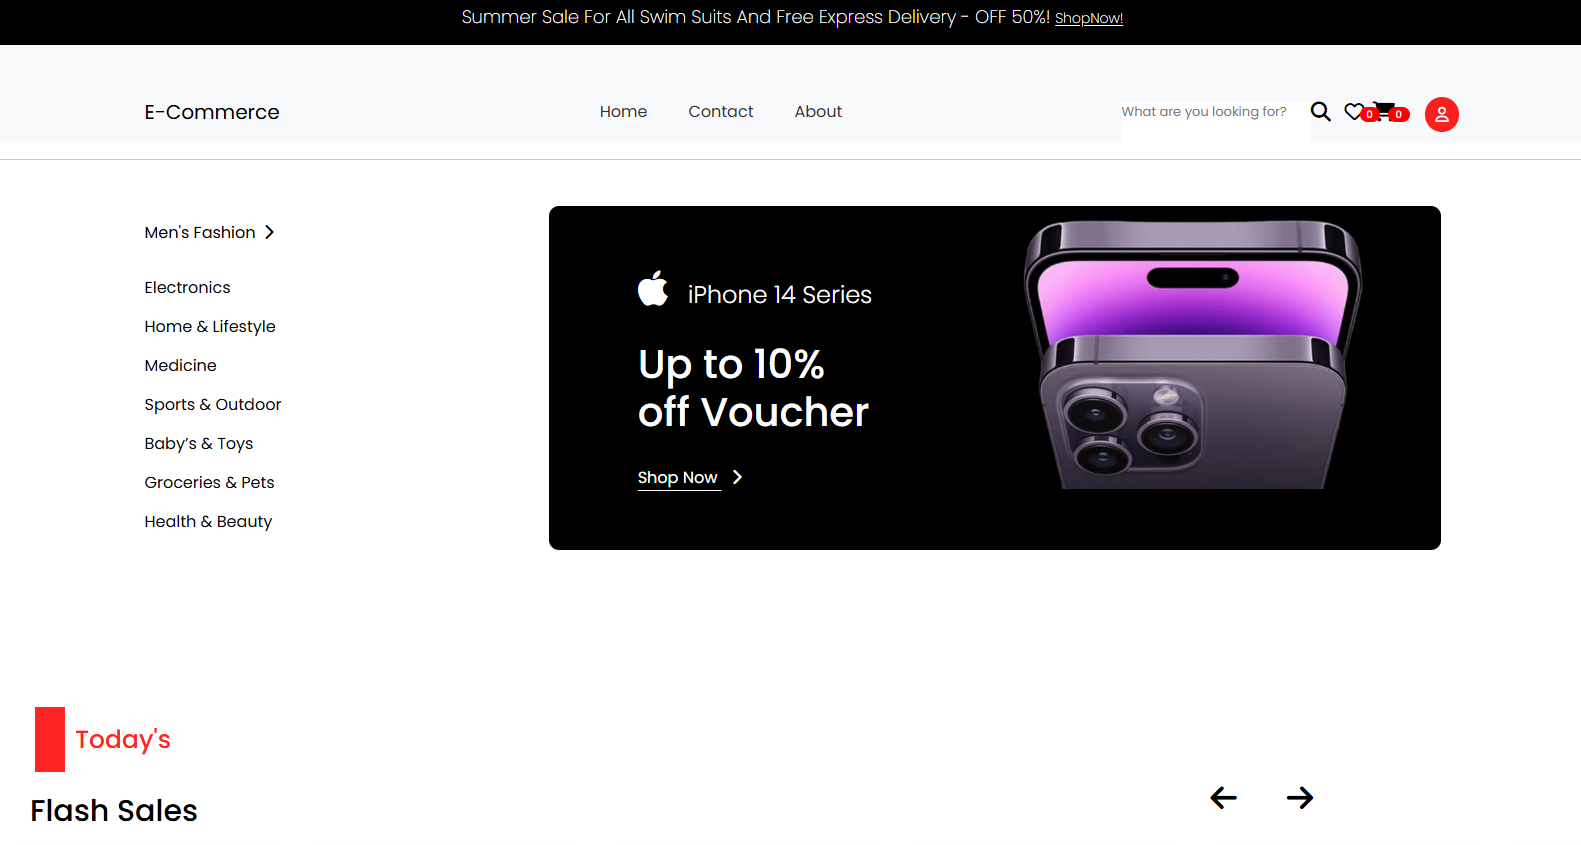 Summer Sale For All Swim Suits And Free Express Delivery - OFF 50%! ShopNow!
E-Commerce
Home
Contact
About
What are you looking for?
0
0
Men's Fashion
Electronics
Home & Lifestyle
Medicine
Sports & Outdoor
Baby’s & Toys
Groceries & Pets
Health & Beauty
iPhone 14 Series
Up to 10%
off Voucher
Shop Now
Today's
Flash Sales